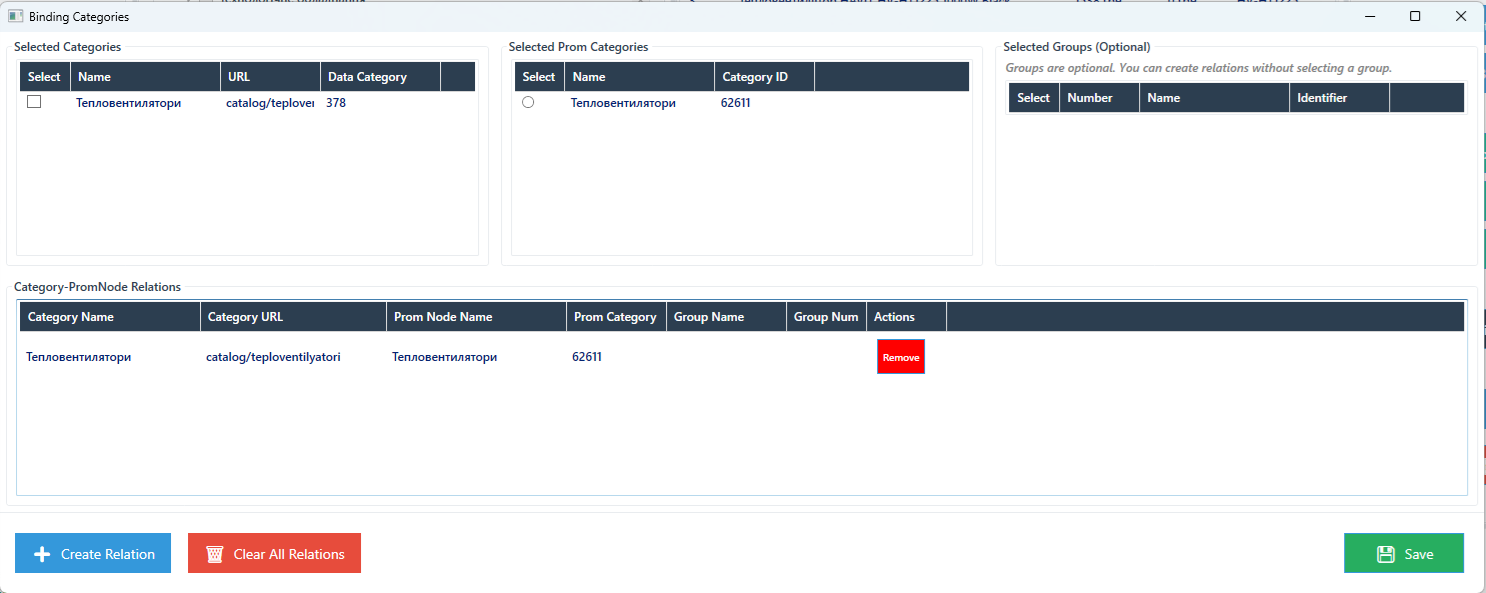 Binding Categories
Selected Categories
Select Name URL Data Category
Тепловентилятори catalog/teplover 378
Selected Prom Categories
Select Name Category ID
Тепловентилятори 62611
Selected Groups (Optional)
Groups are optional. You can create relations without selecting a group.
Select Number Name Identifier
Category-PromNode Relations
Category Name Category URL Prom Node Name Prom Category Group Name Group Num Actions
Тепловентилятори catalog/teploventilyatori Тепловентилятори 62611 Remove
Create Relation Clear All Relations Save